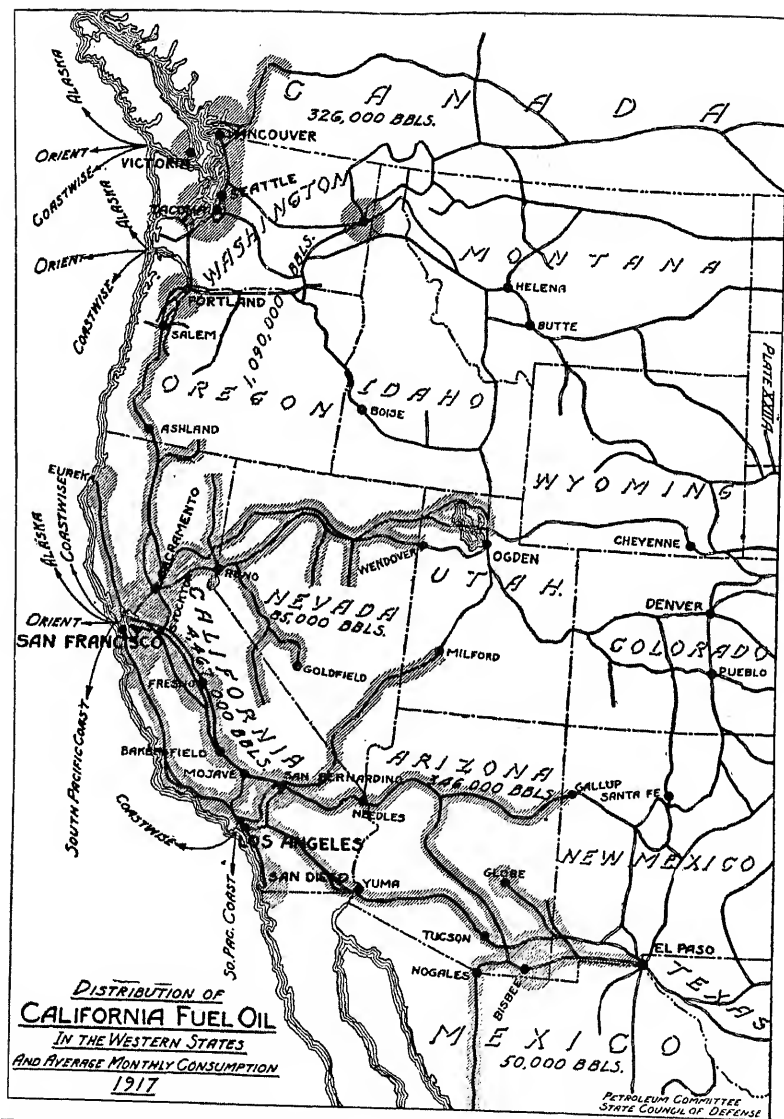 ALASKA
ORIENT
COASTWISE
VANCOUVER
VICTORIA
CANADA
326,000 BBLS.
SEATTLE
TACOMA
ALASKA
ORIENT
COASTWISE
WASHINGTON
1,090,000 BBLS.
MONTANA
HELENA
BUTTE
PORTLAND
SALEM
OREGON
IDAHO
BOISE
ASHLAND
PLATE XXIIIA
WYOMING
CHEYENNE
EUREKA
SACRAMENTO
ALASKA
COASTWISE
ORIENT
SAN FRANCISCO
STOCKTON
RENO
WENDOVER
OGDEN
UTAH.
NEVADA
85,000 BBLS.
GOLDFIELD
MILFORD
DENVER
COLORADO
PUEBLO
CALIFORNIA
BBLS.
FRESNO
BAKERSFIELD
MOJAVE
SAN BERNARDINO
NEEDLES
ARIZONA
346,000 BBLS.
GALLUP
SANTA FE
NEW MEXICO
SOUTH PACIFIC COAST
COASTWISE
LOS ANGELES
SO. PAC. COAST
SAN DIEGO
YUMA
GLOBE
TUCSON
NOGALES
BISBEE
EL PASO
TEXAS
MEXICO
50,000 BBLS.
DISTRIBUTION OF
CALIFORNIA FUEL OIL
IN THE WESTERN STATES
AND AVERAGE MONTHLY CONSUMPTION
1917
PETROLEUM COMMITTEE
STATE COUNCIL OF DEFENSE